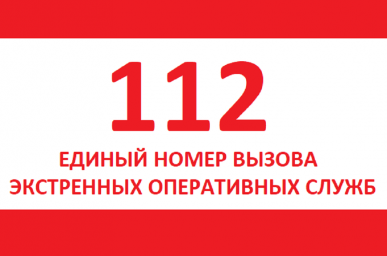 112
ЕДИНЫЙ НОМЕР ВЫЗОВА
ЭКСТРЕННЫХ ОПЕРАТИВНЫХ СЛУЖБ